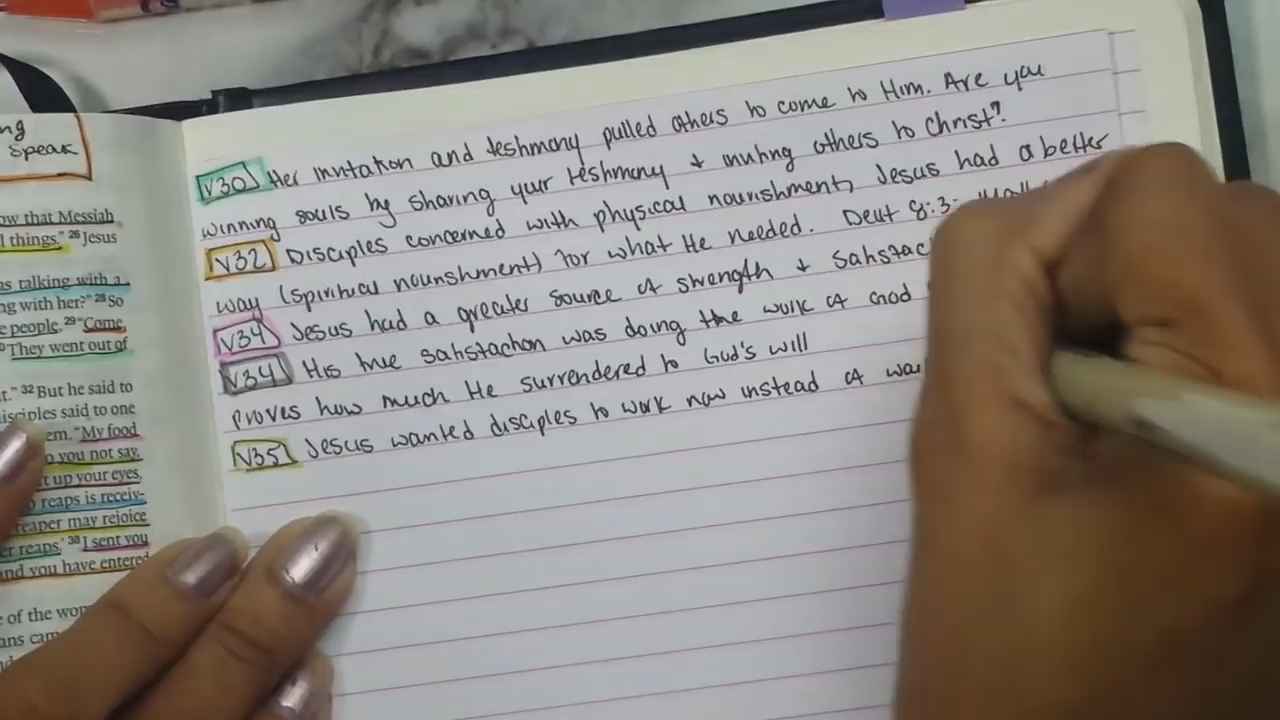 ng
speak
ow that Messiah
l things." 26 Jesus
as talking with a
ng with her?" 28 So
e people, 29 "Come
They went out of
t." 32 But he said to
disciples said to one
em. "My food
o you not say,
t up your eyes,
reaps is receiv-
reaper may rejoice
er reaps.' 38 I sent you
and you have entered
of the wor
ans cam
V30 Her invitation and testimony pulled others to come to Him. Are you
winning souls by sharing your testimony + inviting others to Christ?
V32 Disciples concerned with physical nourishment, Jesus had a better
way (spiritual nourishment) for what He needed. Deut 8:3-
V34 Jesus had a greater source of strength + satisfac
V34 His true satisfaction was doing the work of God
proves how much He surrendered to God's will
V35 Jesus wanted disciples to work now instead of wai